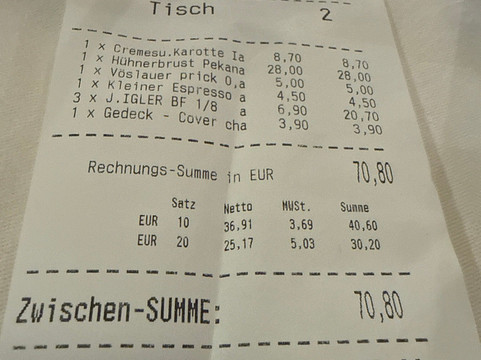 Tisch 2
1 x Cremesu.Karotte Ia 8,70 8,70
1 x Hühnerbrust Pekana 28,00 28,00
1 x Vöslauer prick 0,a 5,00 5,00
1 x Kleiner Espresso a 4,50 4,50
3 x J.IGLER BF 1/8 a 6,90 20,70
1 x Gedeck - Cover cha 3,90 3,90
Rechnungs-Summe in EUR 70,80
Satz Netto MWSt. Summe
EUR 10 36,91 3,69 40,60
EUR 20 25,17 5,03 30,20
Zwischen-SUMME: 70,80